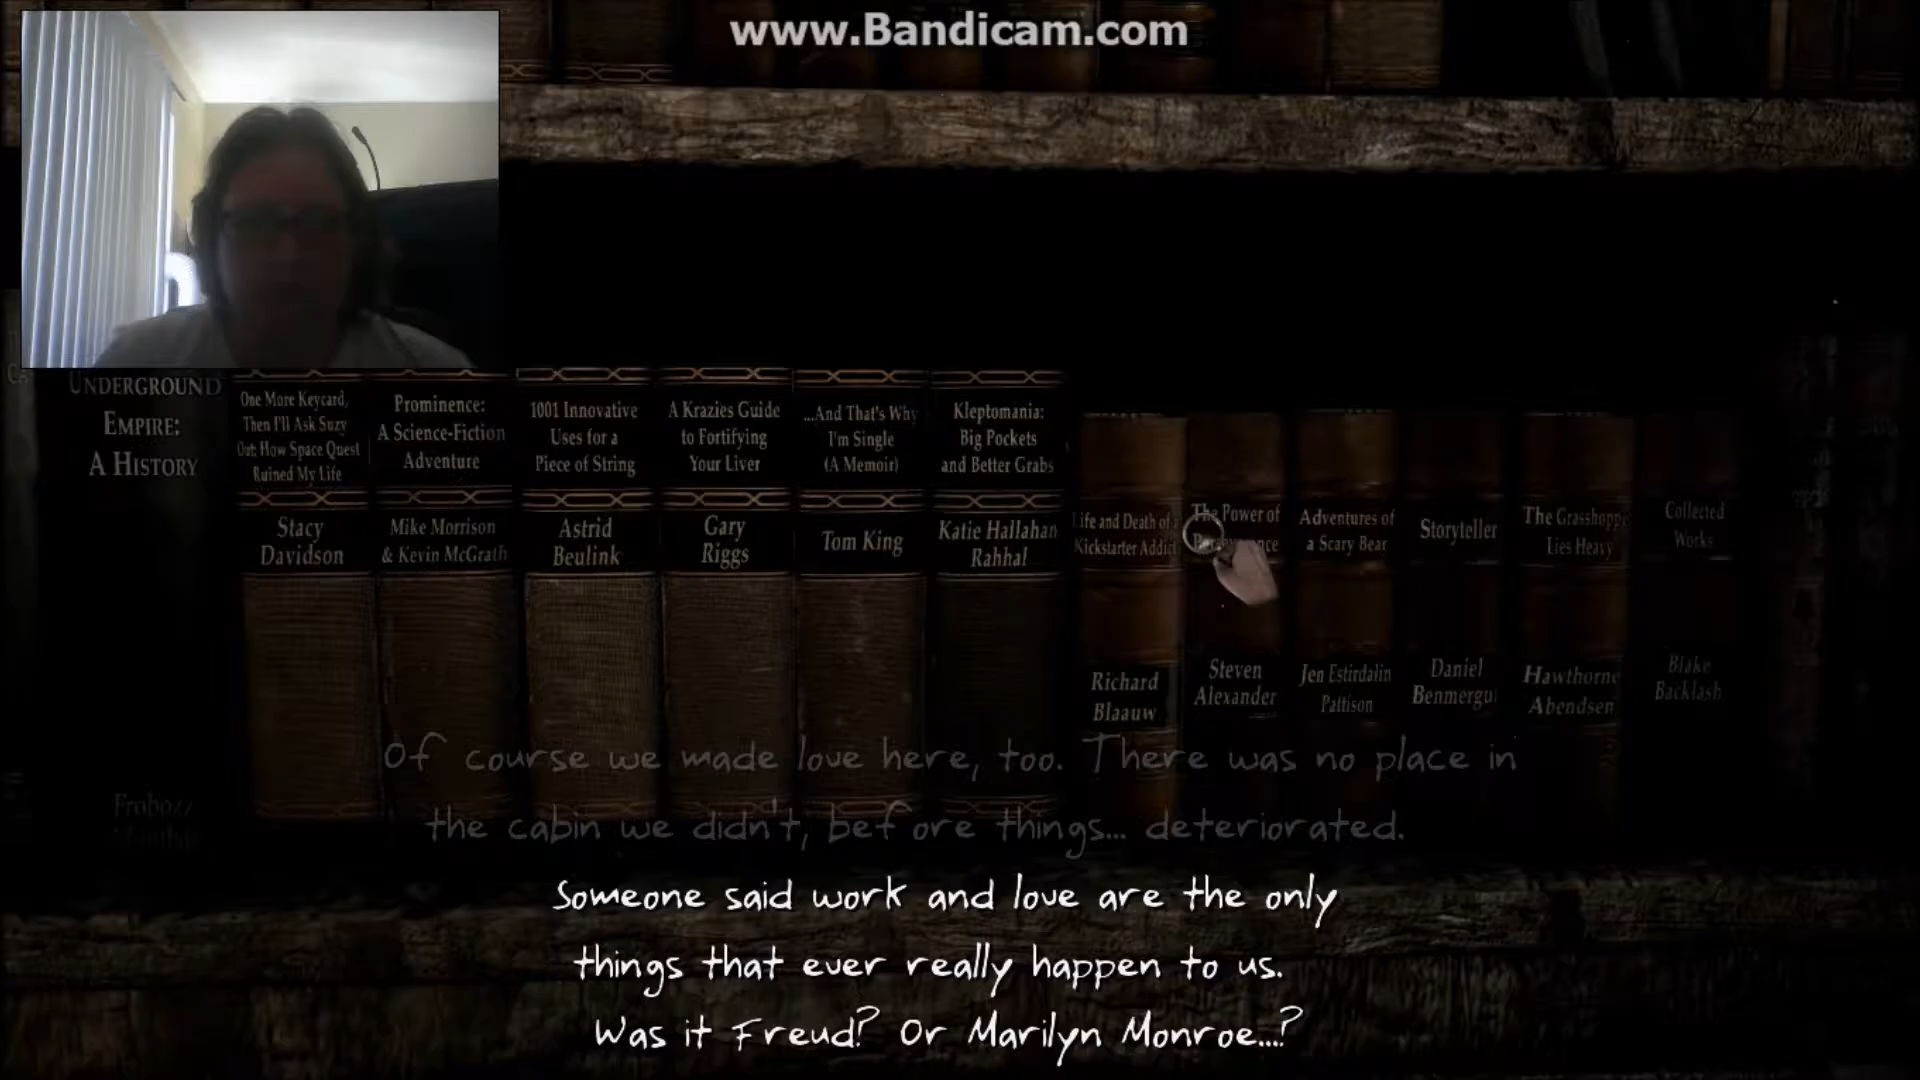 www.Bandicam.com
UNDERGROUND
EMPIRE:
A HISTORY
One More Keycard,
Then I'll Ask Suzy
Out: How Space Quest
Ruined My Life
Stacy
Davidson
Prominence:
A Science-Fiction
Adventure
Mike Morrison
& Kevin McGrath
1001 Innovative
Uses for a
Piece of String
Astrid
Beulink
A Krazies Guide
to Fortifying
Your Liver
Gary
Riggs
...And That's Why
I'm Single
(A Memoir)
Tom King
Kleptomania:
Big Pockets
and Better Grabs
Katie Hallahan
Rahhal
Life and Death of
Kickstarter Addict
Richard
Blaauw
The Power of
Steven
Alexander
Adventures of
a Scary Bear
Jen Estirdalin
Pattison
Storyteller
Daniel
The Grasshopper
Lies Heavy
Hawthorne
Abendsen
Collected
Works
Blake
Backlash
Frobozz
Of course we made love here, too. There was no place in
the cabin we didn't, before things... deteriorated.
Someone said work and love are the only
things that ever really happen to us.
Was it Freud? Or Marilyn Monroe...?